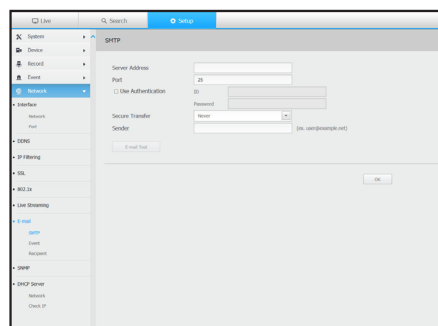 Live
Search
Setup
System
Device
Record
Event
Network
Interface
Network
Port
DDNS
IP Filtering
SSL
802.1x
Live Streaming
E-mail
SMTP
Event
Recipient
SNMP
DHCP Server
Network
Check IP
SMTP
Server Address
Port 25
Use Authentication ID
Password
Secure Transfer Never
Sender (ex. user@example.net)
E-mail Test
OK